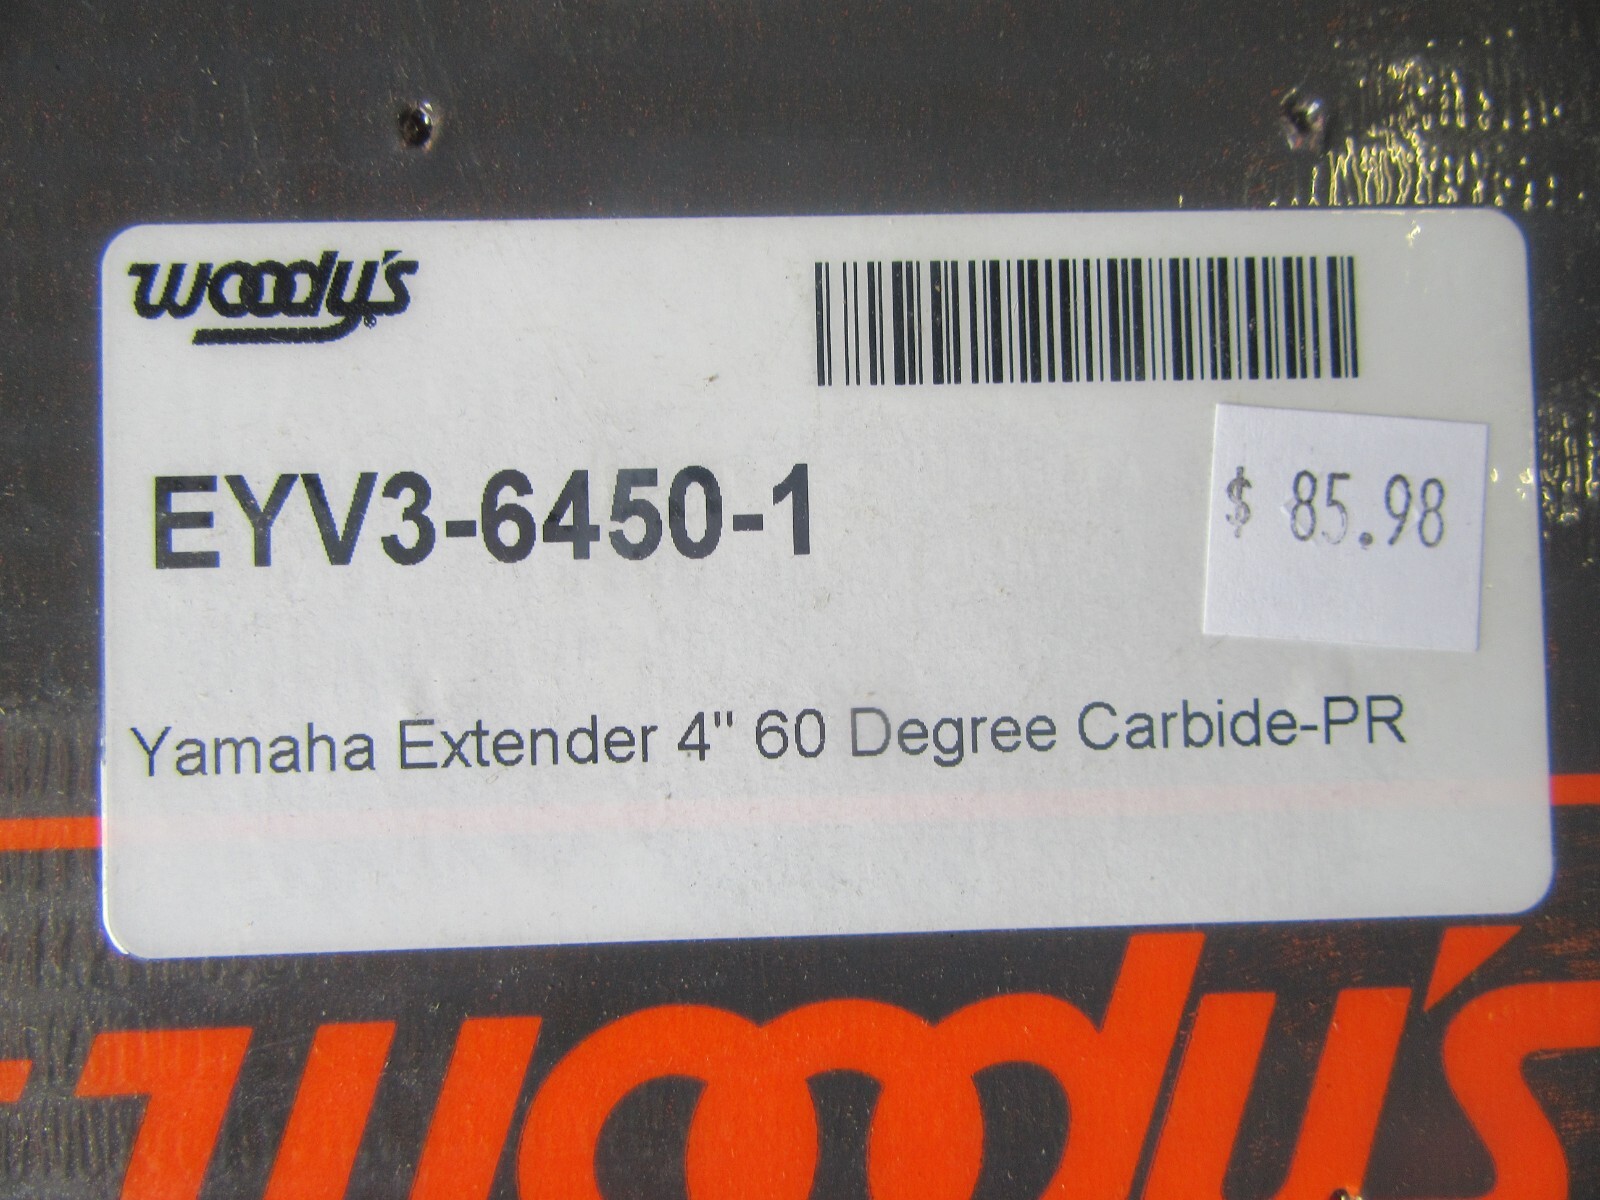 woody's®
EYV3-6450-1
$ 85.98
Yamaha Extender 4" 60 Degree Carbide-PR
woody's